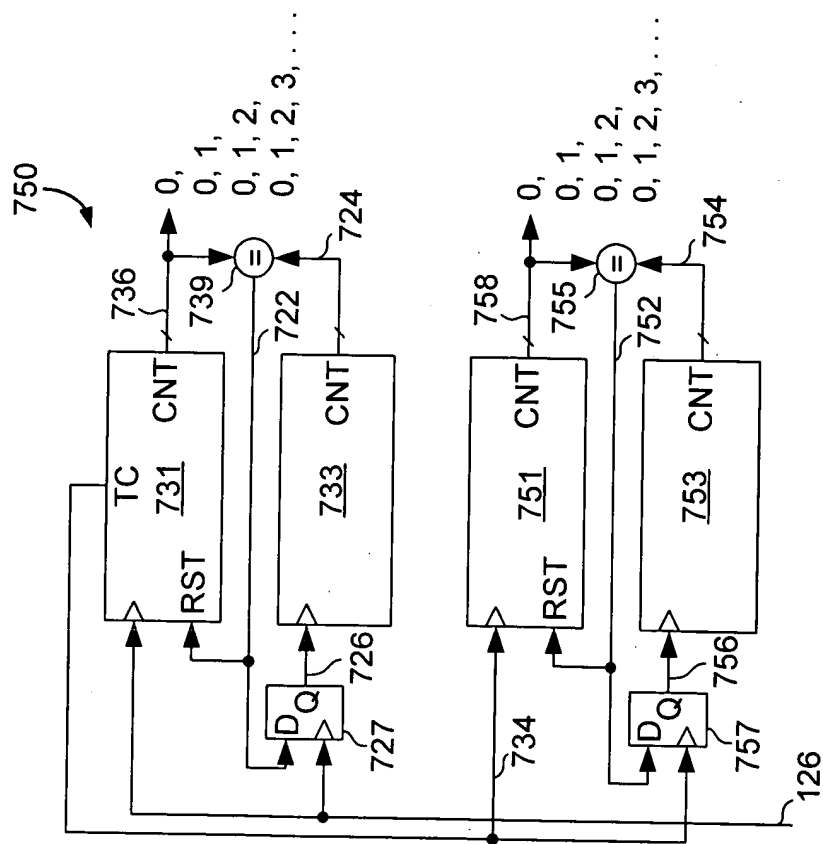 750
736
0,
0, 1,
0, 1, 2,
0, 1, 2, 3, . . .
TC
731
CNT
RST
739
722
724
733
CNT
D
Q
726
727
758
0,
0, 1,
0, 1, 2,
0, 1, 2, 3, . . .
751
CNT
RST
734
755
752
754
753
CNT
D
Q
756
757
126
=
=